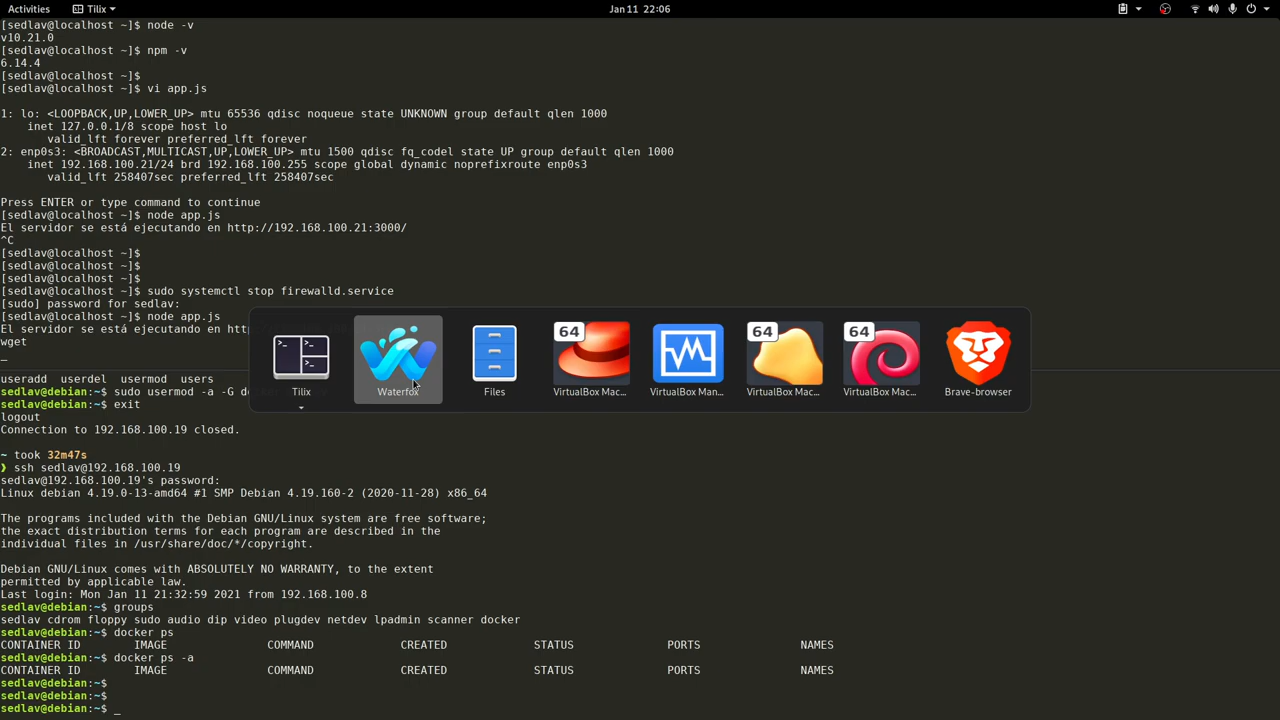 Activities
Tilix
Jan 11 22:06
[sedlav@localhost ~]$ node -v
v10.21.0
[sedlav@localhost ~]$ npm -v
6.14.4
[sedlav@localhost ~]$
[sedlav@localhost ~]$ vi app.js
1: lo: <LOOPBACK,UP,LOWER_UP> mtu 65536 qdisc noqueue state UNKNOWN group default qlen 1000
    inet 127.0.0.1/8 scope host lo
       valid_lft forever preferred_lft forever
2: enp0s3: <BROADCAST,MULTICAST,UP,LOWER_UP> mtu 1500 qdisc fq_codel state UP group default qlen 1000
    inet 192.168.100.21/24 brd 192.168.100.255 scope global dynamic noprefixroute enp0s3
       valid_lft 258407sec preferred_lft 258407sec
Press ENTER or type command to continue
[sedlav@localhost ~]$ node app.js
El servidor se está ejecutando en http://192.168.100.21:3000/
^C
[sedlav@localhost ~]$
[sedlav@localhost ~]$
[sedlav@localhost ~]$
[sedlav@localhost ~]$ sudo systemctl stop firewalld.service
[sudo] password for sedlav:
[sedlav@localhost ~]$ node app.js
El servidor se está ejecutando en
wget
_
64
64
64
Tilix
Waterfox
Files
VirtualBox Mac...
VirtualBox Man...
VirtualBox Mac...
VirtualBox Mac...
Brave-browser
useradd  userdel  usermod  users
sedlav@debian:~$ sudo usermod -a -G
sedlav@debian:~$ exit
logout
Connection to 192.168.100.19 closed.
~ took 32m47s
❯ ssh sedlav@192.168.100.19
sedlav@192.168.100.19's password:
Linux debian 4.19.0-13-amd64 #1 SMP Debian 4.19.160-2 (2020-11-28) x86_64
The programs included with the Debian GNU/Linux system are free software;
the exact distribution terms for each program are described in the
individual files in /usr/share/doc/*/copyright.
Debian GNU/Linux comes with ABSOLUTELY NO WARRANTY, to the extent
permitted by applicable law.
Last login: Mon Jan 11 21:32:59 2021 from 192.168.100.8
sedlav@debian:~$ groups
sedlav cdrom floppy sudo audio dip video plugdev netdev lpadmin scanner docker
sedlav@debian:~$ docker ps
CONTAINER ID        IMAGE               COMMAND             CREATED             STATUS              PORTS               NAMES
sedlav@debian:~$ docker ps -a
CONTAINER ID        IMAGE               COMMAND             CREATED             STATUS              PORTS               NAMES
sedlav@debian:~$
sedlav@debian:~$
sedlav@debian:~$ _